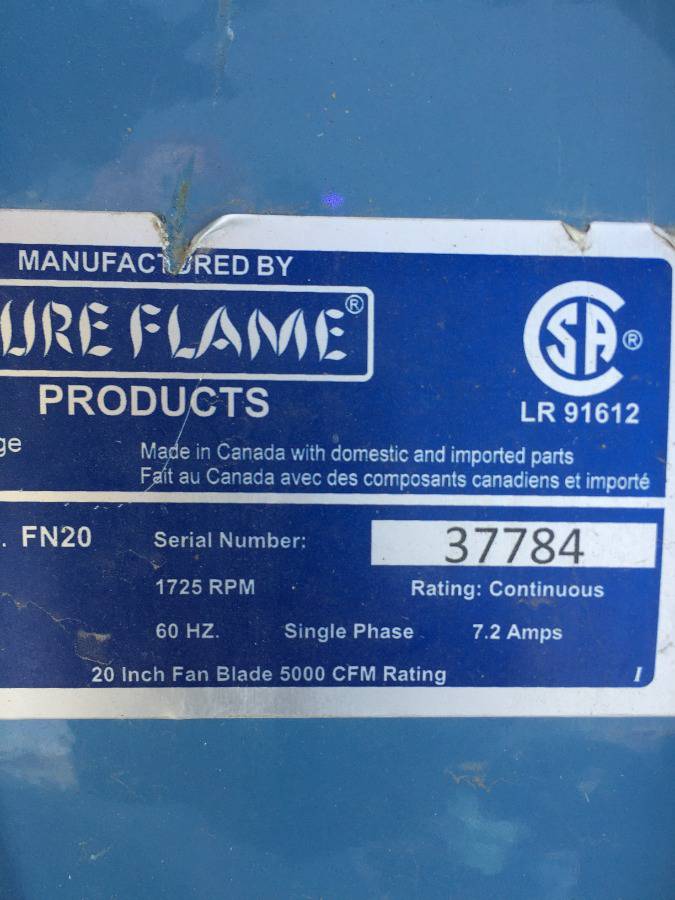 MANUFACTURED BY
URE FLAME®
PRODUCTS
CSA ®
LR 91612
ge
Made in Canada with domestic and imported parts
Fait au Canada avec des composants canadiens et importé
. FN20 Serial Number: 37784
1725 RPM Rating: Continuous
60 HZ. Single Phase 7.2 Amps
20 Inch Fan Blade 5000 CFM Rating I